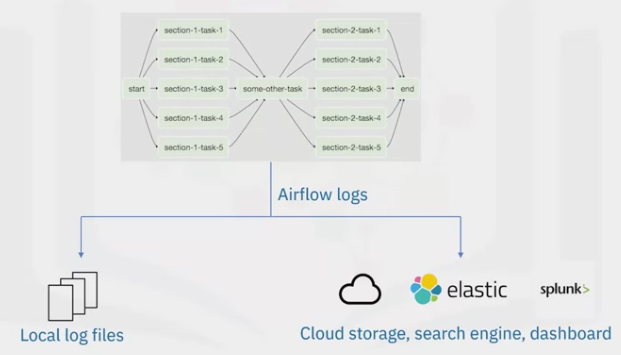 section-1-task-1
section-2-task-1
section-1-task-2
section-2-task-2
start
section-1-task-3
some-other-task
section-2-task-3
end
section-1-task-4
section-2-task-4
section-1-task-5
section-2-task-5
Airflow logs
elastic
splunk>
Local log files
Cloud storage, search engine, dashboard